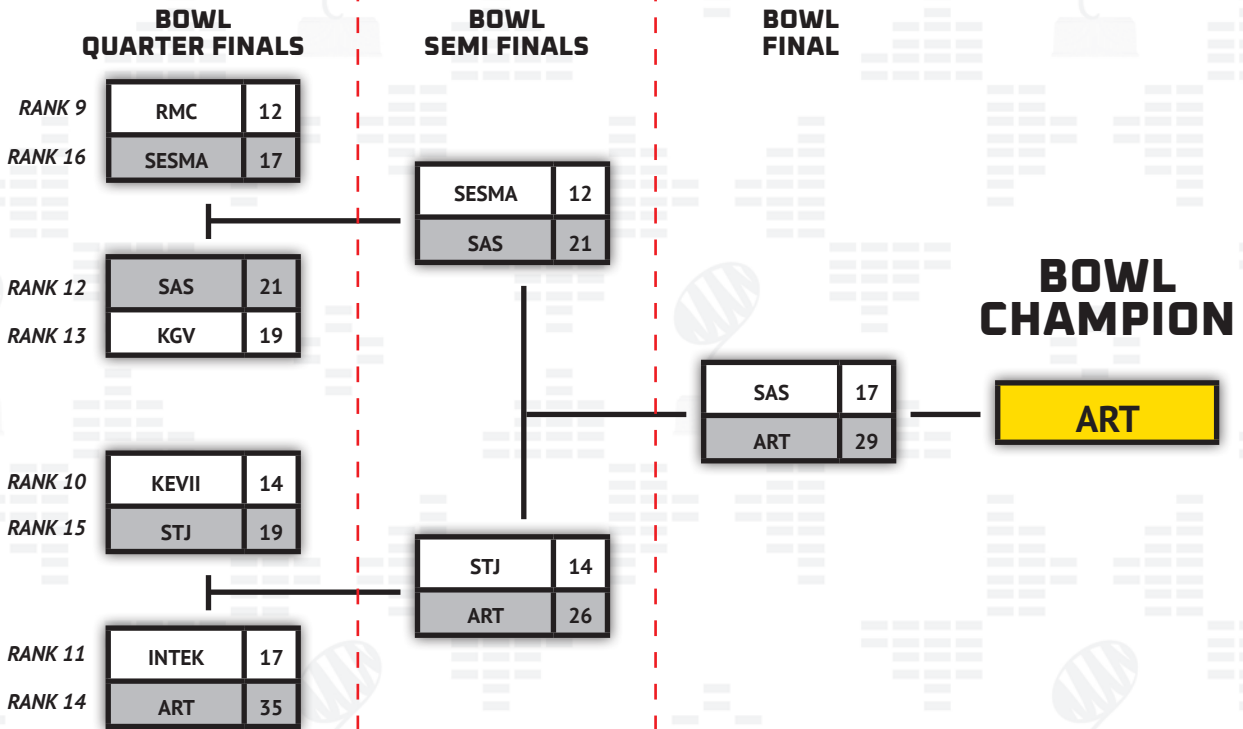 BOWL
QUARTER FINALS
BOWL
SEMI FINALS
BOWL
FINAL
RANK 9 RMC 12
RANK 16 SESMA 17
SESMA 12
SAS 21
RANK 12 SAS 21
RANK 13 KGV 19
BOWL
CHAMPION
SAS 17
ART 29
ART
RANK 10 KEVII 14
RANK 15 STJ 19
STJ 14
ART 26
RANK 11 INTEK 17
RANK 14 ART 35